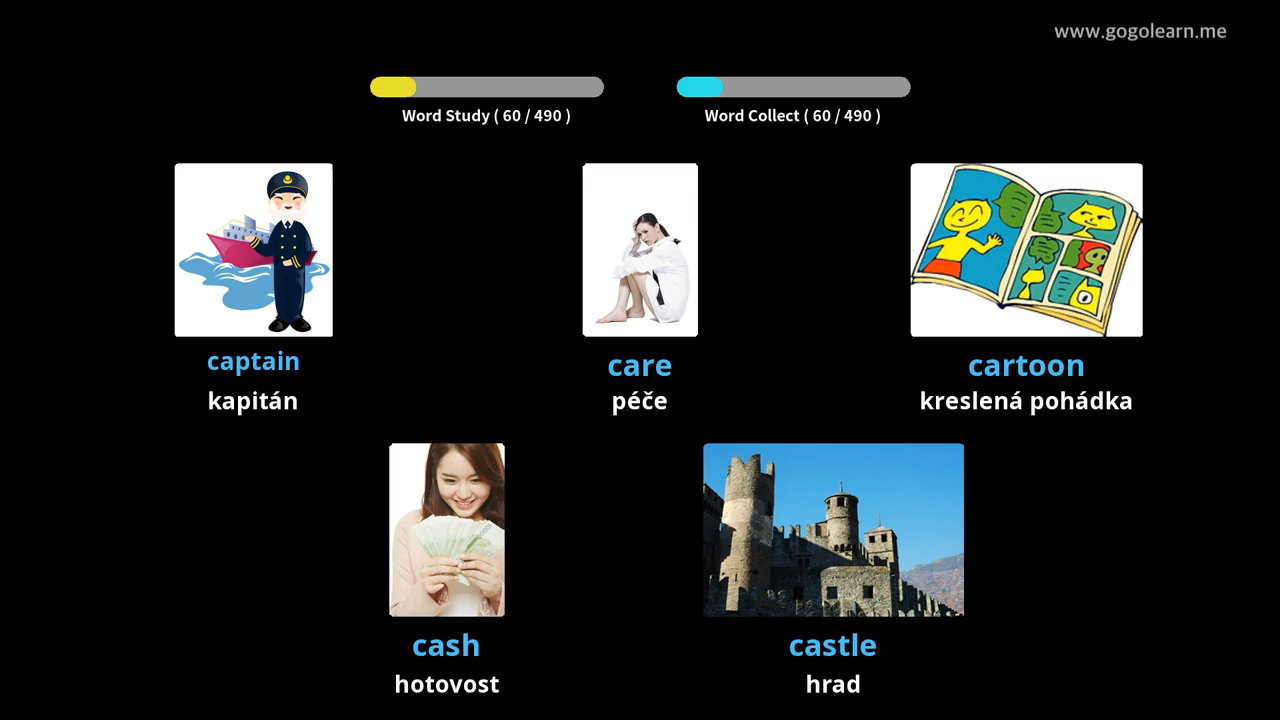 www.gogolearn.me
Word Study ( 60 / 490 )
Word Collect ( 60 / 490 )
captain
kapitán
care
péče
cartoon
kreslená pohádka
cash
hotovost
castle
hrad